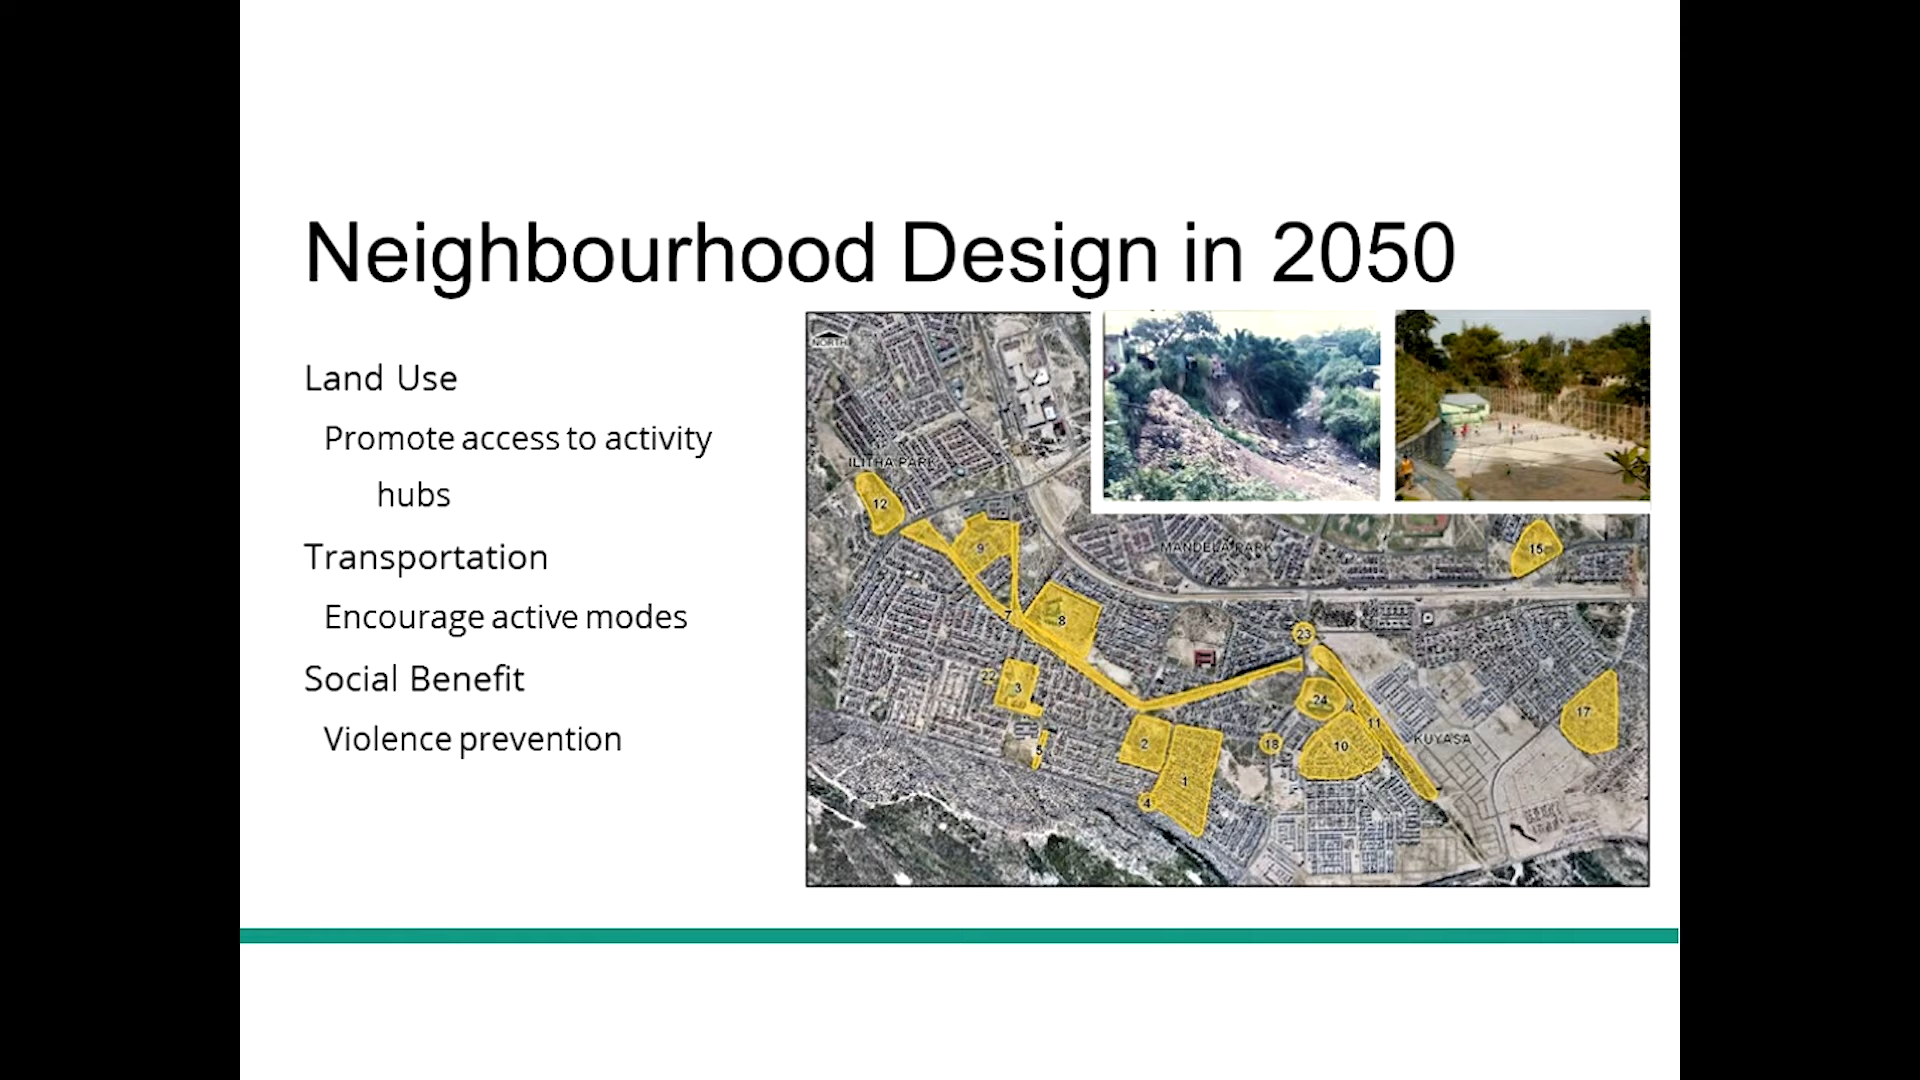 Neighbourhood Design in 2050
Land Use
Promote access to activity
hubs
Transportation
Encourage active modes
Social Benefit
Violence prevention
NORTH
ILITHA PARK
12
9
MANDELA PARK
15
7
8
23
22
3
24
11
17
5
2
18
10
KUYASA
1
4